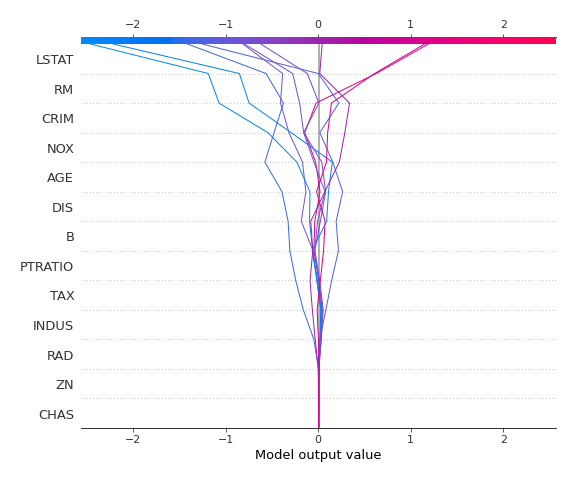 −2 −1 0 1 2
LSTAT
RM
CRIM
NOX
AGE
DIS
B
PTRATIO
TAX
INDUS
RAD
ZN
CHAS
−2 −1 0 1 2
Model output value